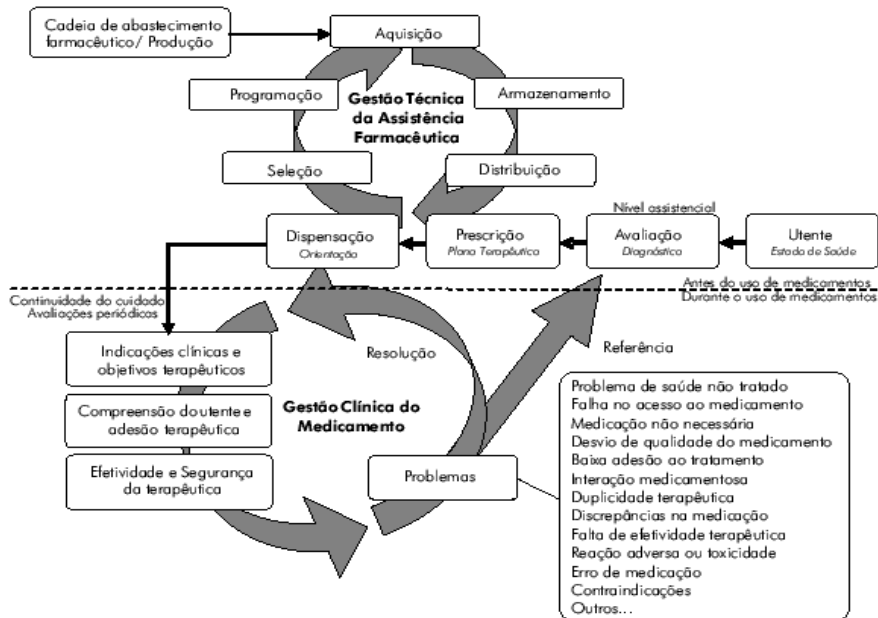 Cadeia de abastecimento
farmacêutico/ Produção
Aquisição
Programação
Armazenamento
Gestão Técnica
da Assistência
Farmacêutica
Seleção
Distribuição
Nível assistencial
Dispensação
Orientação
Prescrição
Plano Terapêutico
Avaliação
Diagnóstico
Utente
Estado de Saúde
Antes do uso de medicamentos
Durante o uso de medicamentos
Continuidade do cuidado
Avaliações periódicas
Indicações clínicas e
objetivos terapêuticos
Resolução
Referência
Compreensão do utente e
adesão terapêutica
Gestão Clínica do
Medicamento
Efetividade e Segurança
da terapêutica
Problemas
Problema de saúde não tratado
Falha no acesso ao medicamento
Medicação não necessária
Desvio de qualidade do medicamento
Baixa adesão ao tratamento
Interação medicamentosa
Duplicidade terapêutica
Discrepâncias na medicação
Falta de efetividade terapêutica
Reação adversa ou toxicidade
Erro de medicação
Contraindicações
Outros...